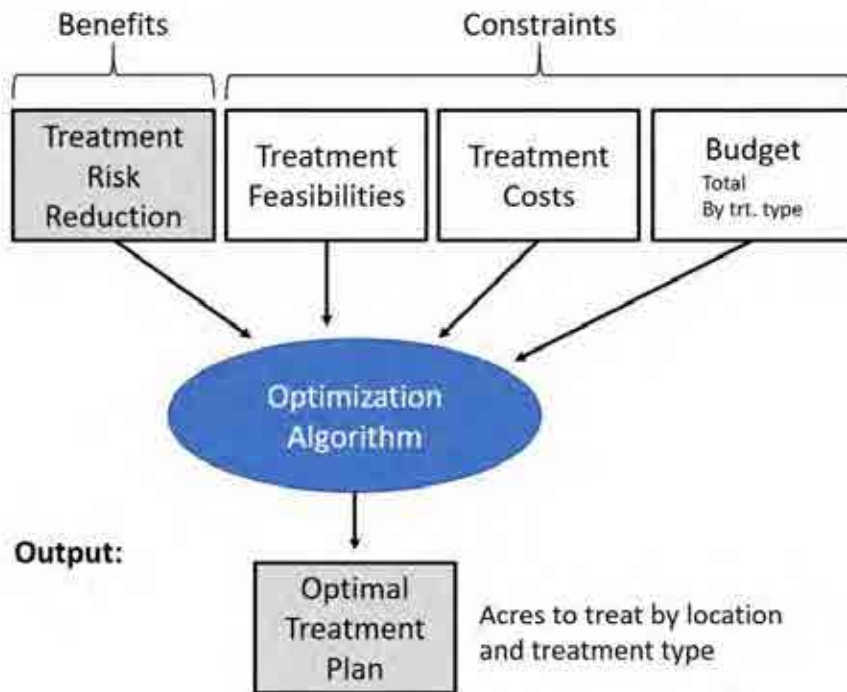 Benefits
Constraints
Treatment
Risk
Reduction
Treatment
Feasibilities
Treatment
Costs
Budget
Total
By trt. type
Optimization
Algorithm
Output:
Optimal
Treatment
Plan
Acres to treat by location
and treatment type